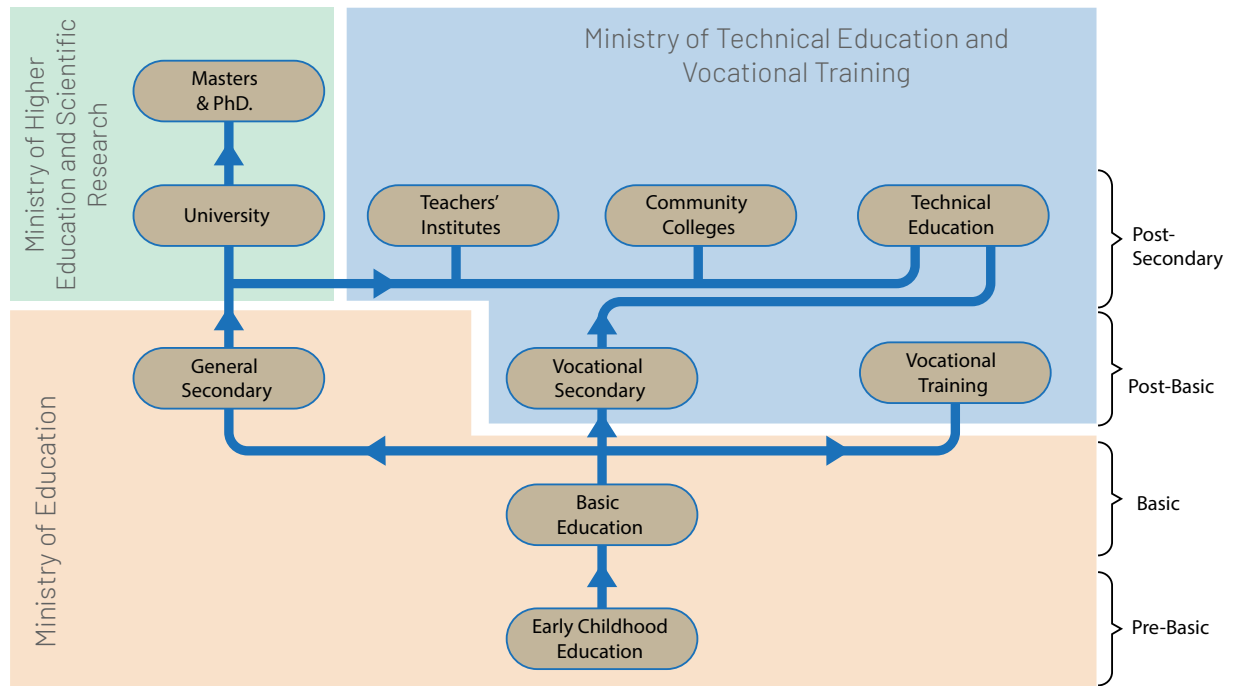 Ministry of Higher
Education and Scientific
Research
Ministry of Technical Education and
Vocational Training
Masters
& PhD.
University
Teachers’
Institutes
Community
Colleges
Technical
Education
Post-
Secondary
Ministry of Education
General
Secondary
Vocational
Secondary
Vocational
Training
Post-Basic
Basic
Education
Basic
Early Childhood
Education
Pre-Basic